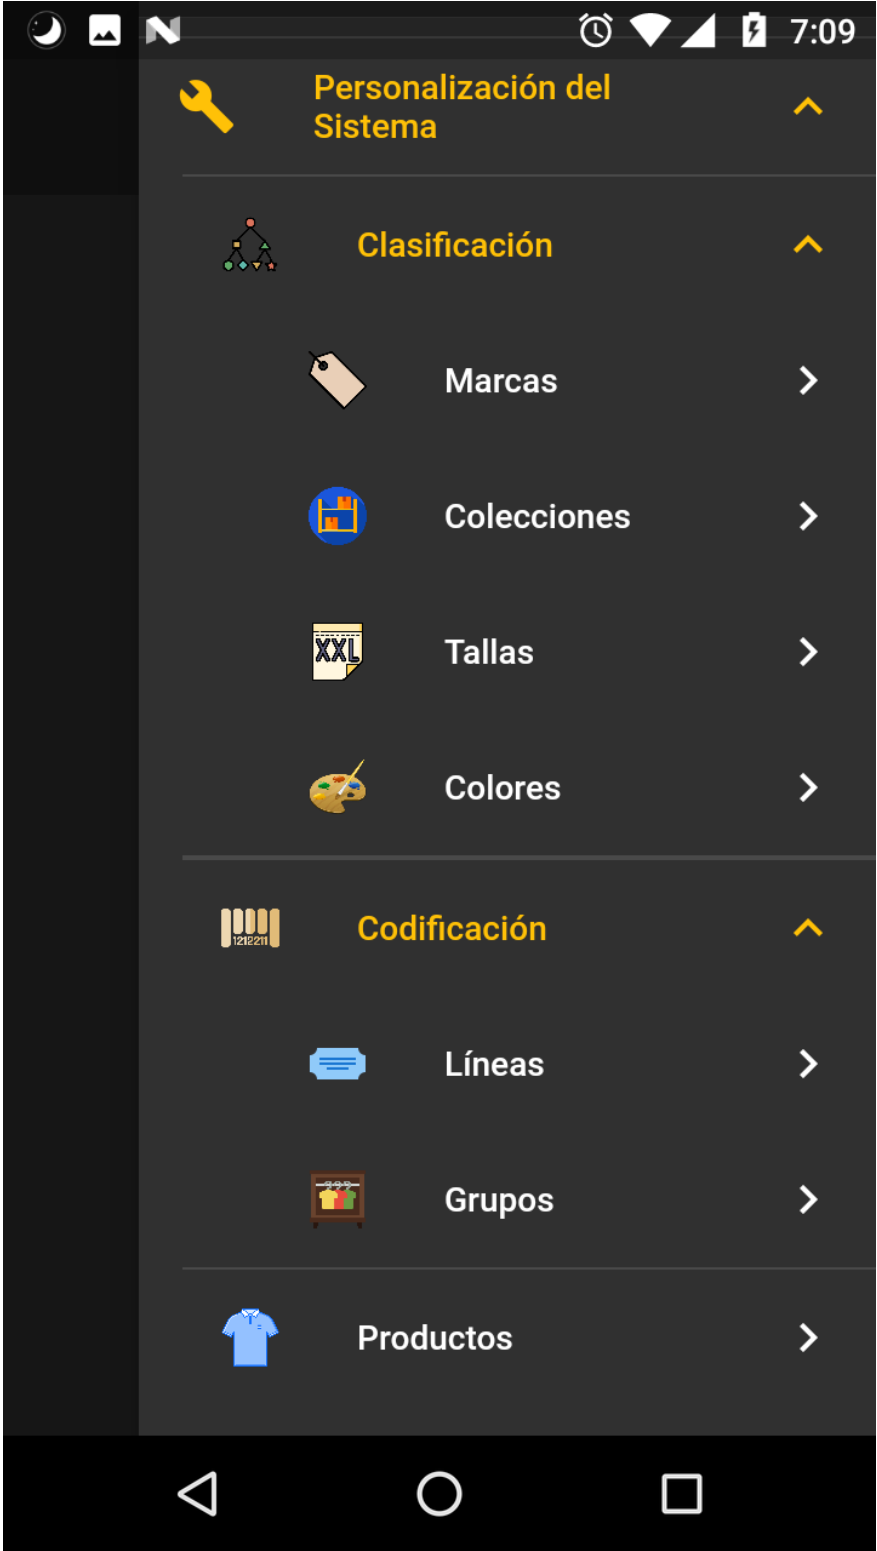 7:09
Personalización del
Sistema
Clasificación
Marcas
Colecciones
XXL
Tallas
Colores
1212211
Codificación
Líneas
Grupos
Productos